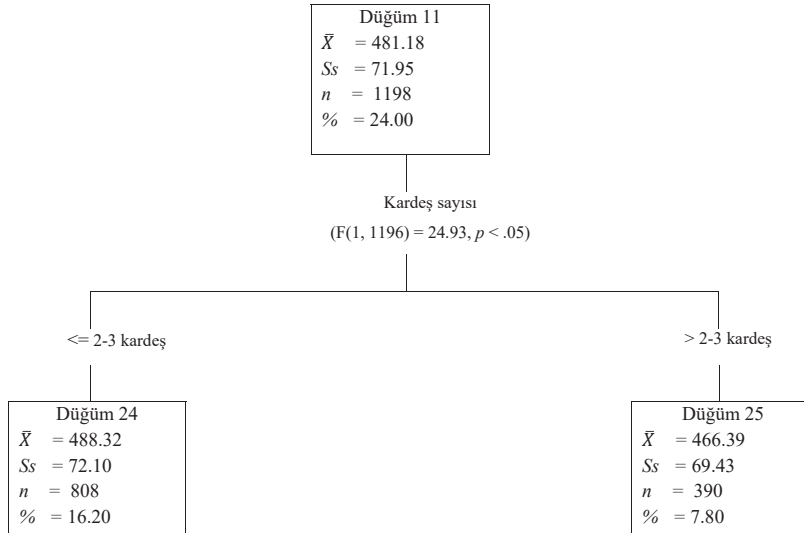 Düğüm 11
X̄ = 481.18
Ss = 71.95
n = 1198
% = 24.00
Kardeş sayısı
(F(1, 1196) = 24.93, p < .05)
<= 2-3 kardeş
> 2-3 kardeş
Düğüm 24
X̄ = 488.32
Ss = 72.10
n = 808
% = 16.20
Düğüm 25
X̄ = 466.39
Ss = 69.43
n = 390
% = 7.80